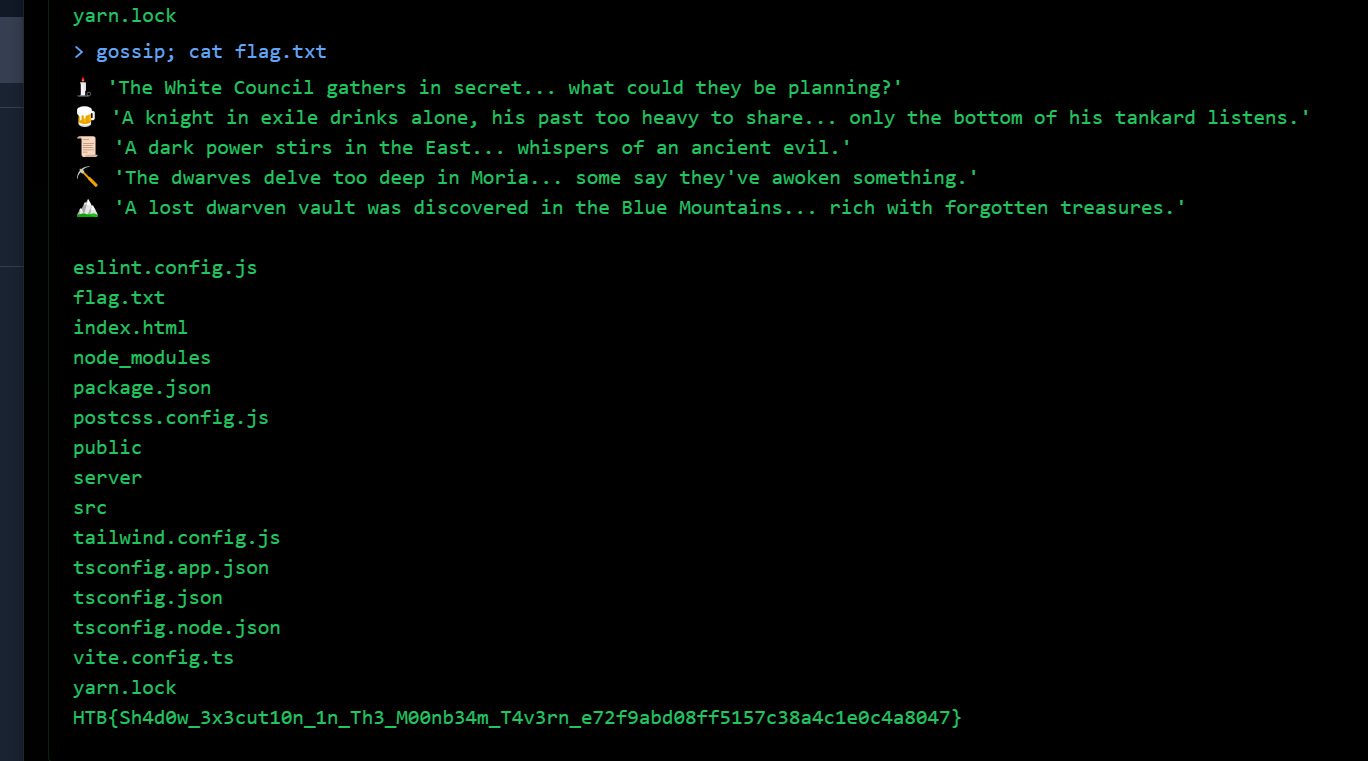 yarn.lock
> gossip; cat flag.txt
🕯️ 'The White Council gathers in secret... what could they be planning?'
🍺 'A knight in exile drinks alone, his past too heavy to share... only the bottom of his tankard listens.'
📜 'A dark power stirs in the East... whispers of an ancient evil.'
⛏️ 'The dwarves delve too deep in Moria... some say they've awoken something.'
🏔️ 'A lost dwarven vault was discovered in the Blue Mountains... rich with forgotten treasures.'
eslint.config.js
flag.txt
index.html
node_modules
package.json
postcss.config.js
public
server
src
tailwind.config.js
tsconfig.app.json
tsconfig.json
tsconfig.node.json
vite.config.ts
yarn.lock
HTB{Sh4d0w_3x3cut10n_1n_Th3_M00nb34m_T4v3rn_e72f9abd08ff5157c38a4c1e0c4a8047}